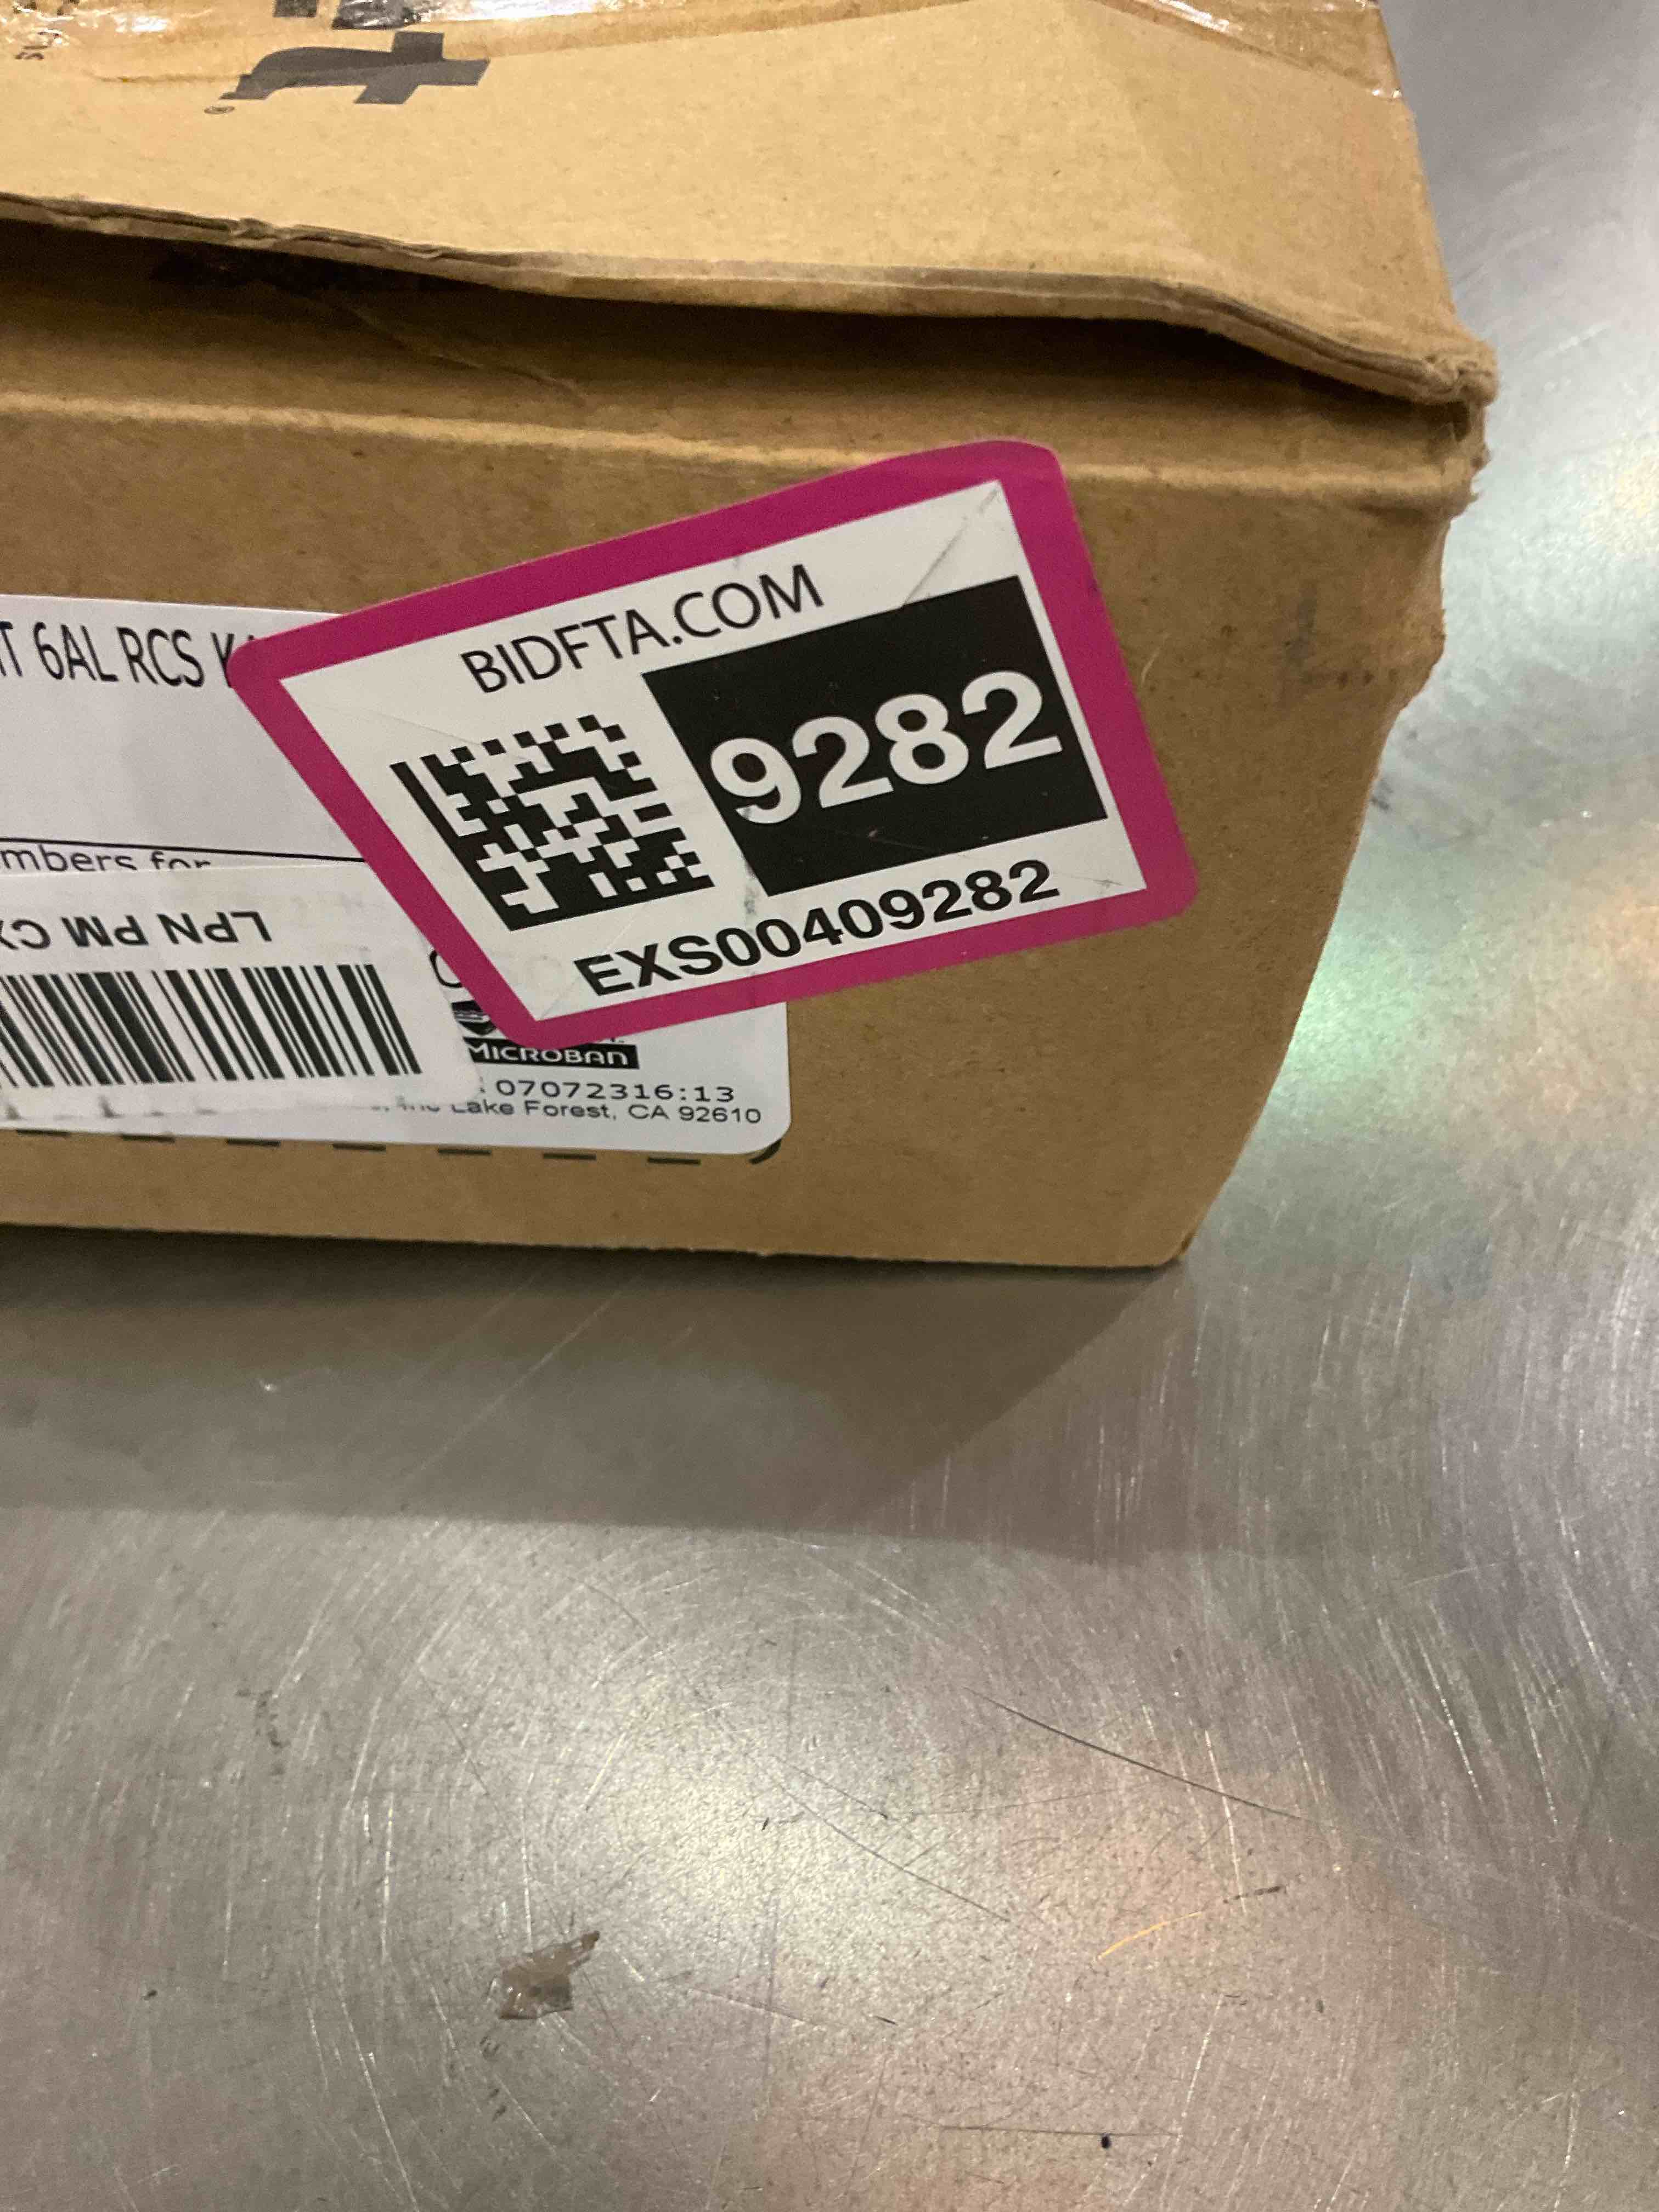 t®
T 6AL RCS
BIDFTA.COM
9282
EXS00409282
mbers for
LPN PM CX
MICROBAN
07072316:13
Lake Forest, CA 92610